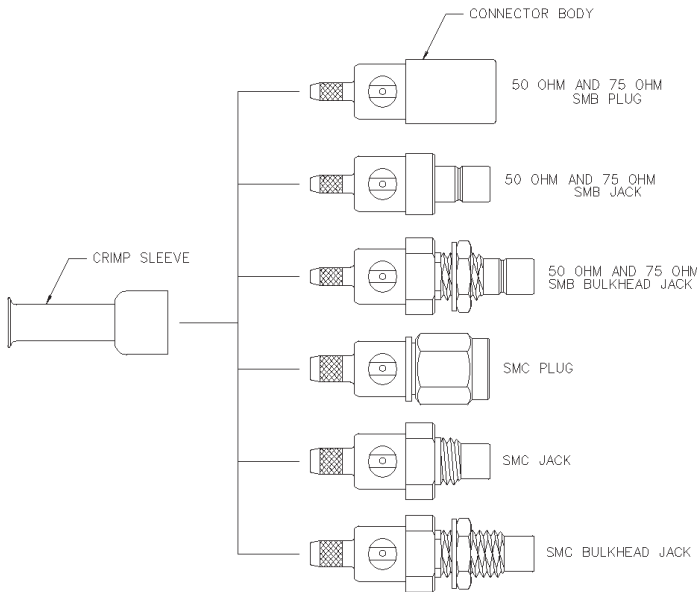 CONNECTOR BODY
50 OHM AND 75 OHM
SMB PLUG
50 OHM AND 75 OHM
SMB JACK
CRIMP SLEEVE
50 OHM AND 75 OHM
SMB BULKHEAD JACK
SMC PLUG
SMC JACK
SMC BULKHEAD JACK